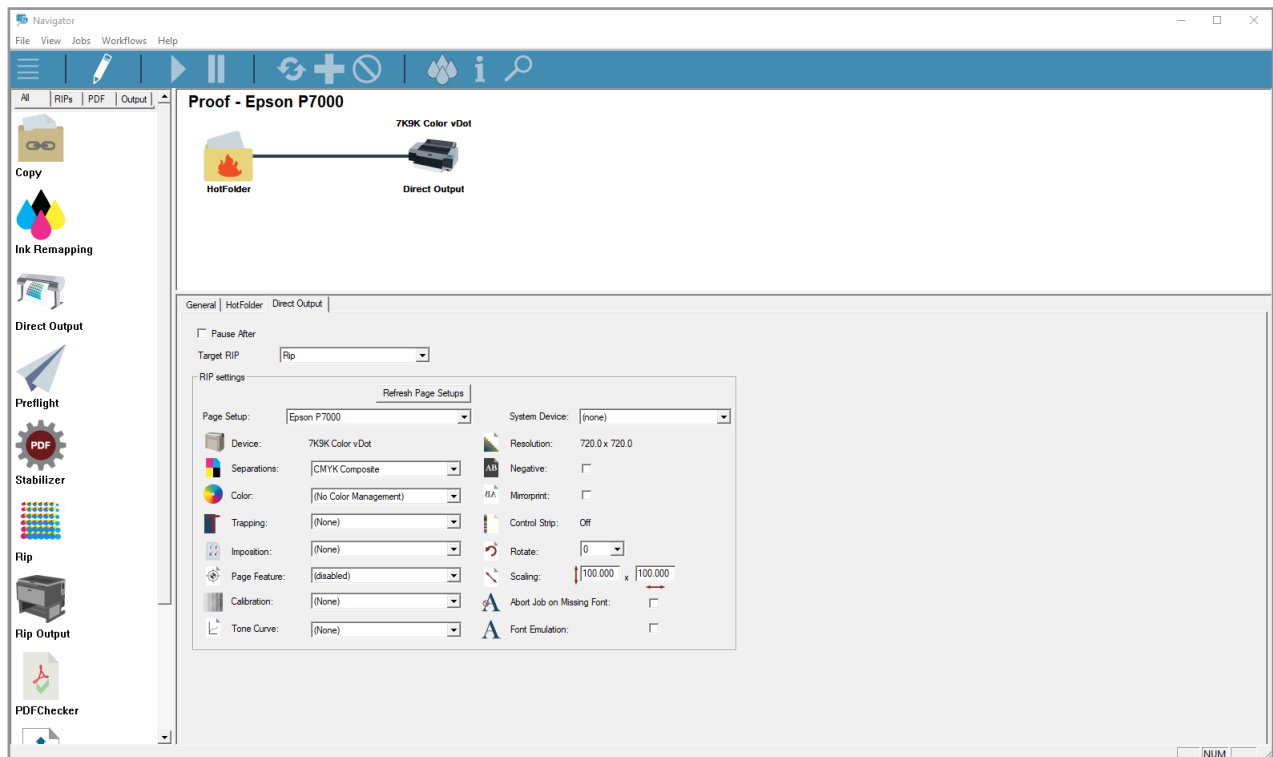 Navigator
File View Jobs Workflows Help
All RIPs PDF Output
Copy
Ink Remapping
Direct Output
Preflight
PDF
Stabilizer
Rip
Rip Output
PDFChecker
Proof - Epson P7000
7K9K Color vDot
HotFolder Direct Output
General HotFolder Direct Output
Pause After
Target RIP Rip
RIP settings
Refresh Page Setups
Page Setup: Epson P7000 System Device: (none)
Device: 7K9K Color vDot Resolution: 720.0 x 720.0
Separations: CMYK Composite AB Negative:
Color: (No Color Management) AB Mirrorprint:
Trapping: (None) Control Strip: Off
Imposition: (None) Rotate: 0
Page Feature: (disabled) Scaling: 100.000 x 100.000
Calibration: (None) Abort Job on Missing Font:
Tone Curve: (None) A Font Emulation:
NUM